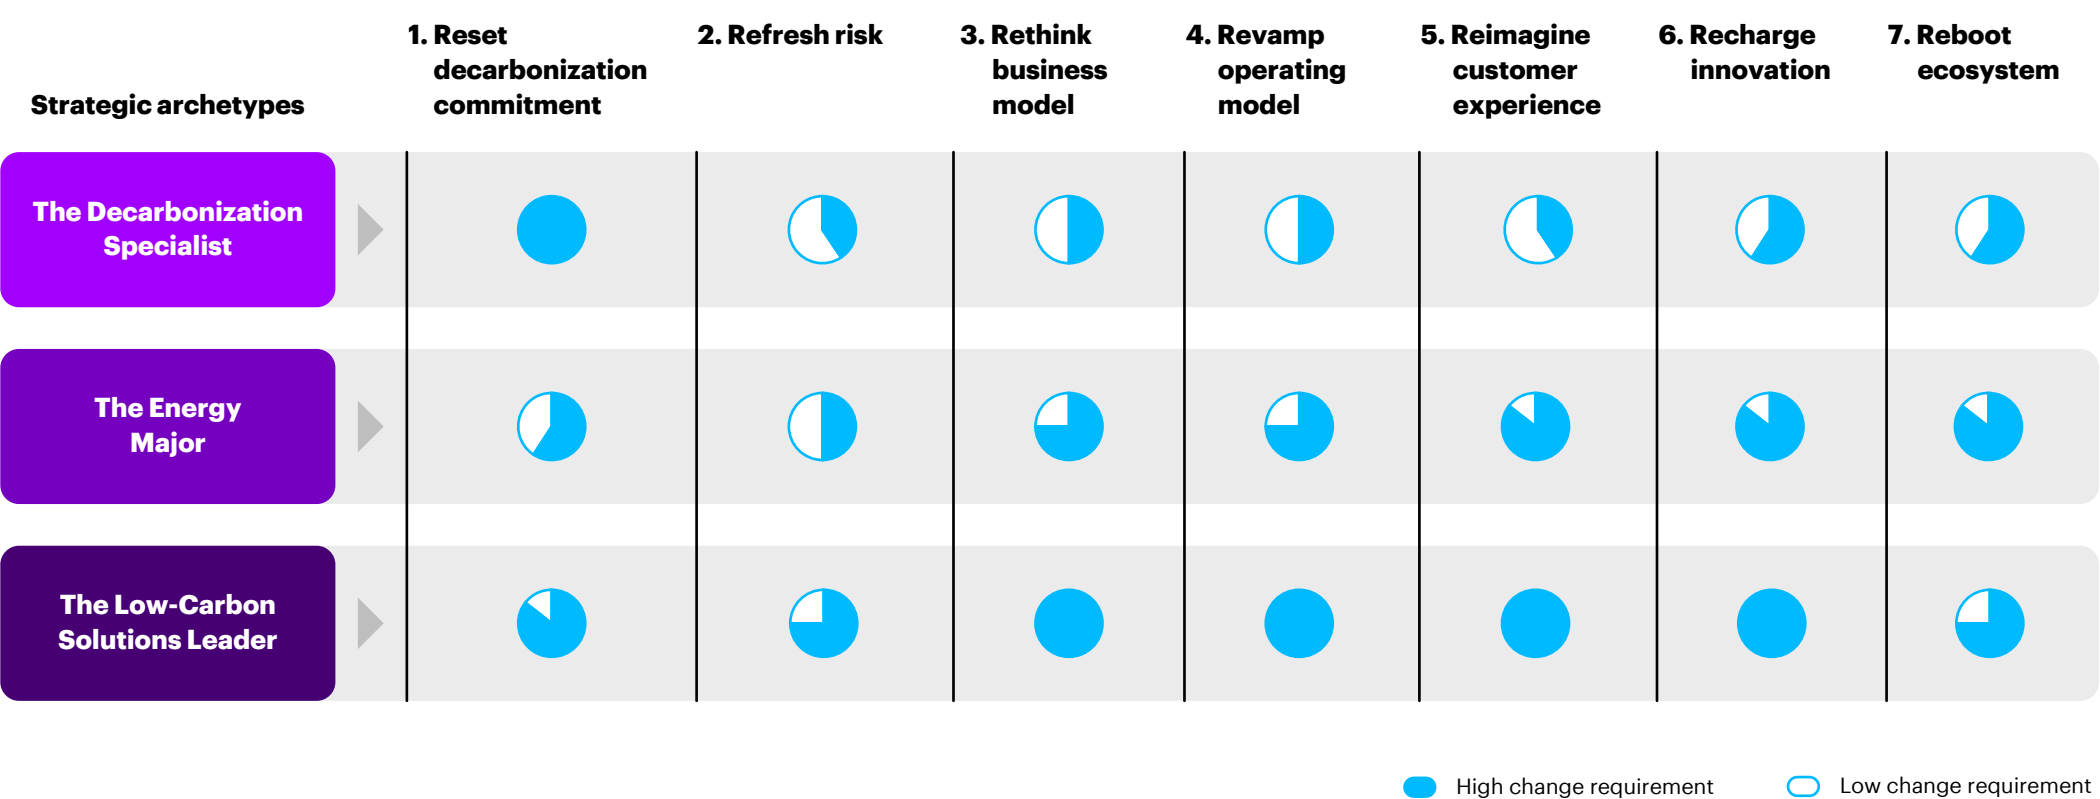 Strategic archetypes
1. Reset
decarbonization
commitment
2. Refresh risk
3. Rethink
business
model
4. Revamp
operating
model
5. Reimagine
customer
experience
6. Recharge
innovation
7. Reboot
ecosystem
The Decarbonization
Specialist
The Energy
Major
The Low-Carbon
Solutions Leader
High change requirement
Low change requirement